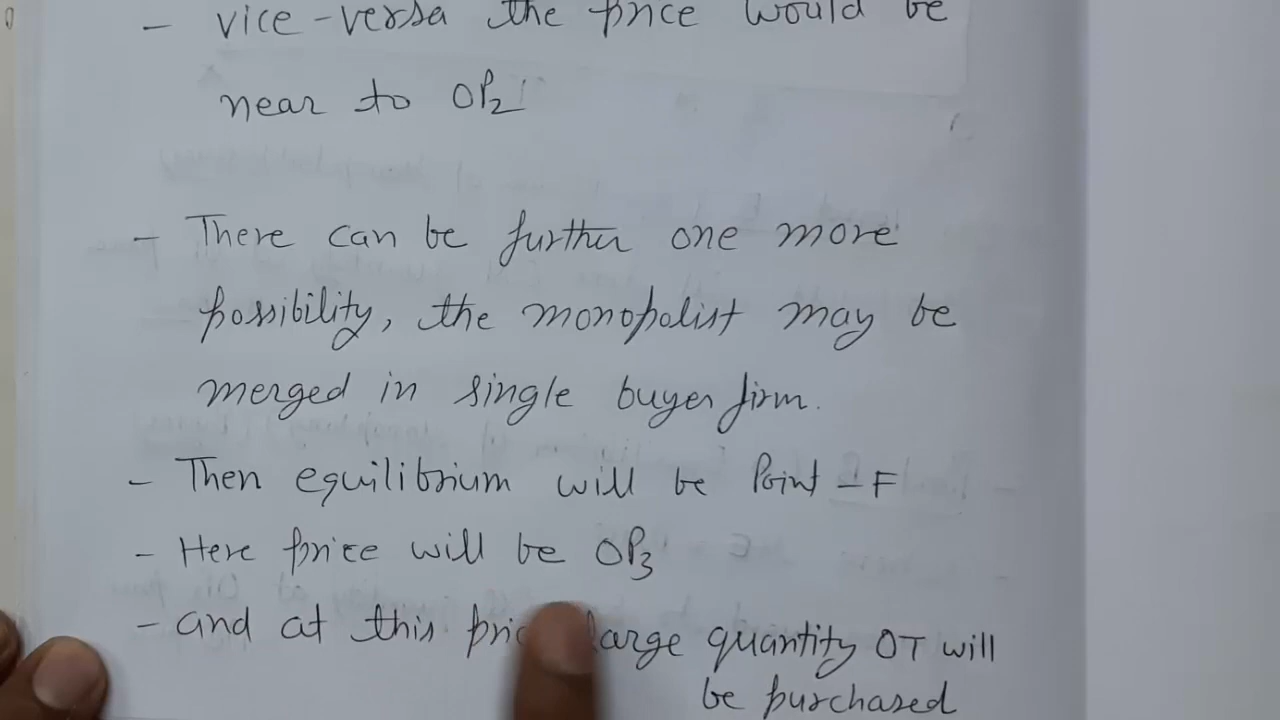 - vice-versa the price would be
near to OP2
- There can be further one more
possibility, the monopolist may be
merged in single buyer firm.
- Then equilibrium will be Point - F
- Here price will be OP3
- and at this large quantity OT will
be purchased